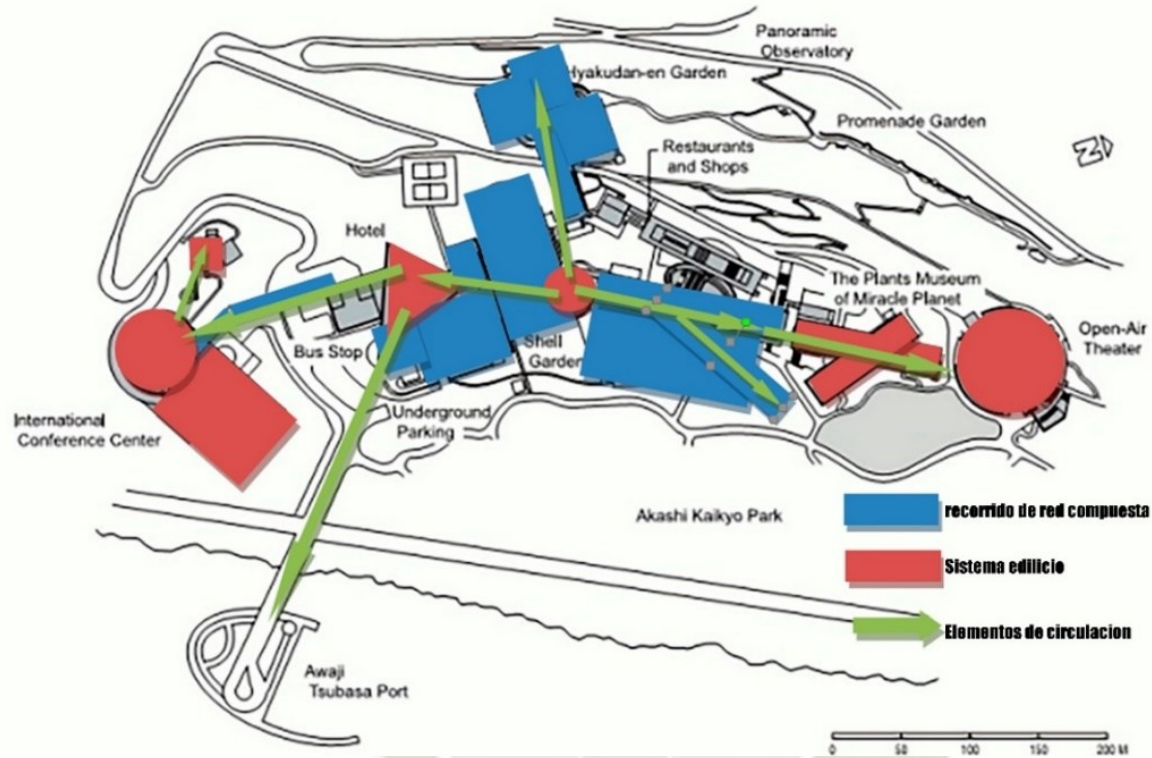 Panoramic
Observatory
Hyakudan-en Garden
Promenade Garden
Restaurants
and Shops
N
Hotel
The Plants Museum
of Miracle Planet
Open-Air
Theater
Bus Stop
Shell
Garden
International
Conference Center
Underground
Parking
Akashi Kaikyo Park
recorrido de red compuesta
Sistema edilicio
Elementos de circulacion
Awaji
Tsubasa Port
0 50 100 150 200 M